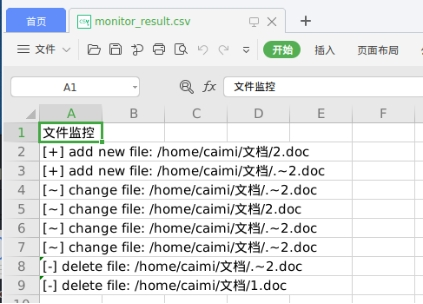 首页
monitor_result.csv
文件
开始
插入
页面布局
A1
fx
文件监控
A B C D E F
1 文件监控
2 [+] add new file: /home/caimi/文档/2.doc
3 [+] add new file: /home/caimi/文档/.~2.doc
4 [~] change file: /home/caimi/文档/.~2.doc
5 [~] change file: /home/caimi/文档/2.doc
6 [~] change file: /home/caimi/文档/.~2.doc
7 [~] change file: /home/caimi/文档/.~2.doc
8 [-] delete file: /home/caimi/文档/.~2.doc
9 [-] delete file: /home/caimi/文档/1.doc
10